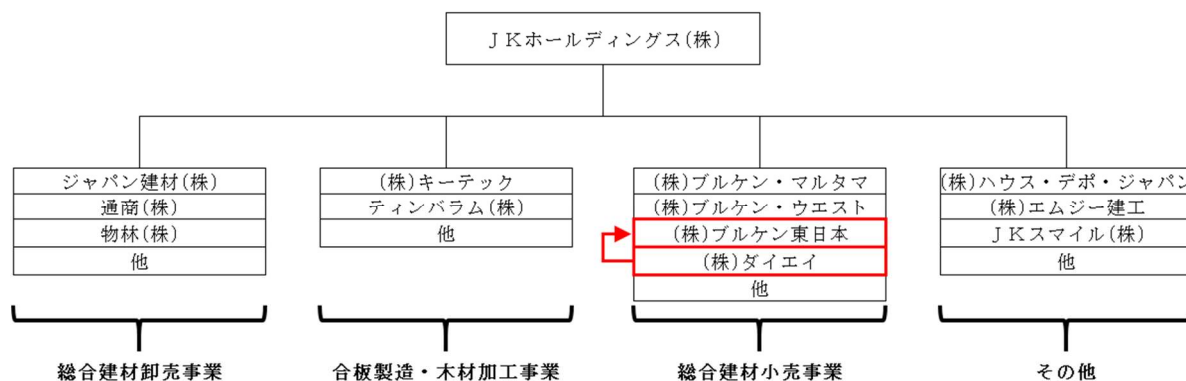 ＪＫホールディングス(株)
ジャパン建材(株)
通商(株)
物林(株)
他
総合建材卸売事業
(株)キーテック
ティンバラム(株)
他
合板製造・木材加工事業
(株)ブルケン・マルタマ
(株)ブルケン・ウエスト
(株)ブルケン東日本
(株)ダイエイ
他
総合建材小売事業
(株)ハウス・デポ・ジャパン
(株)エムジー建工
ＪＫスマイル(株)
他
その他